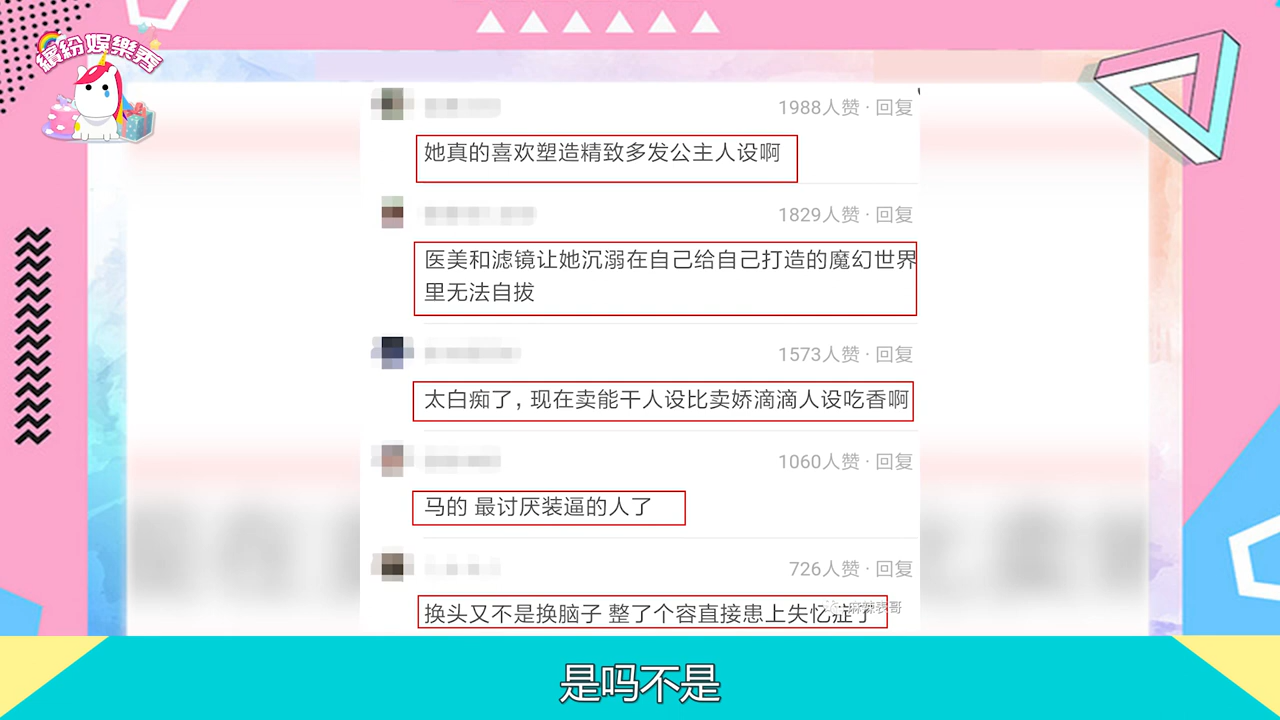 繽紛娛樂秀
1988人赞 · 回复
她真的喜欢塑造精致多发公主人设啊
1829人赞 · 回复
医美和滤镜让她沉溺在自己给自己打造的魔幻世界
里无法自拔
1573人赞 · 回复
太白痴了，现在卖能干人设比卖娇滴滴人设吃香啊
1060人赞 · 回复
马的 最讨厌装逼的人了
726人赞 · 回复
换头又不是换脑子 整了个容直接患上失忆症了
麻辣表哥
是吗不是